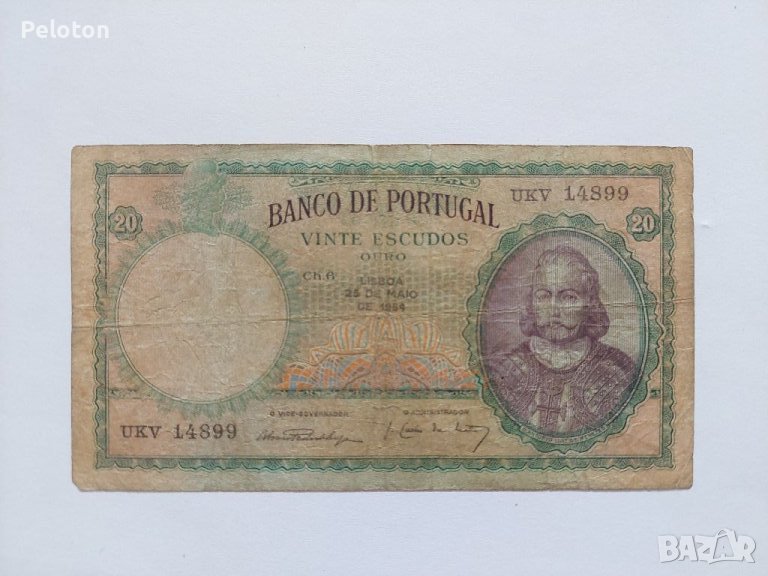 Peloton
UKV 14899
20
BANCO DE PORTUGAL
20
VINTE ESCUDOS
OURO
Ch. 6
LISBOA
25 DE MAIO
DE 1954
O VICE-GOVERNADOR
O ADMINISTRADOR
UKV 14899
BAZAR